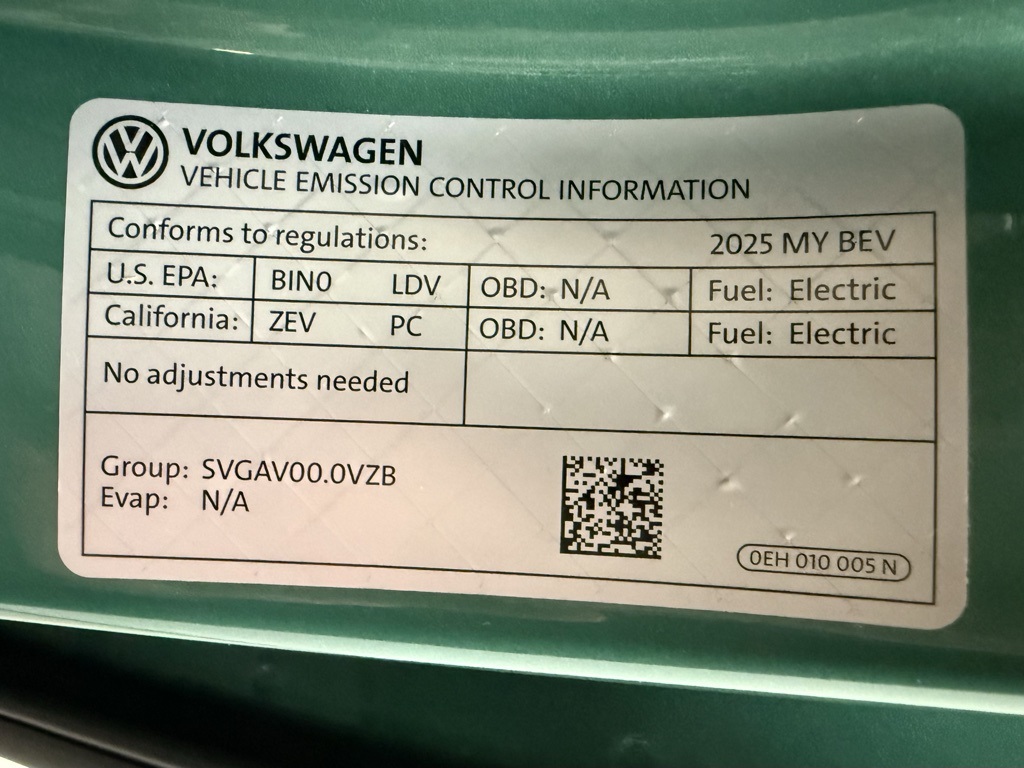 VOLKSWAGEN
VEHICLE EMISSION CONTROL INFORMATION
Conforms to regulations: 2025 MY BEV
U.S. EPA: BIN0 LDV OBD: N/A Fuel: Electric
California: ZEV PC OBD: N/A Fuel: Electric
No adjustments needed
Group: SVGAV00.0VZB
Evap: N/A
0EH 010 005 N